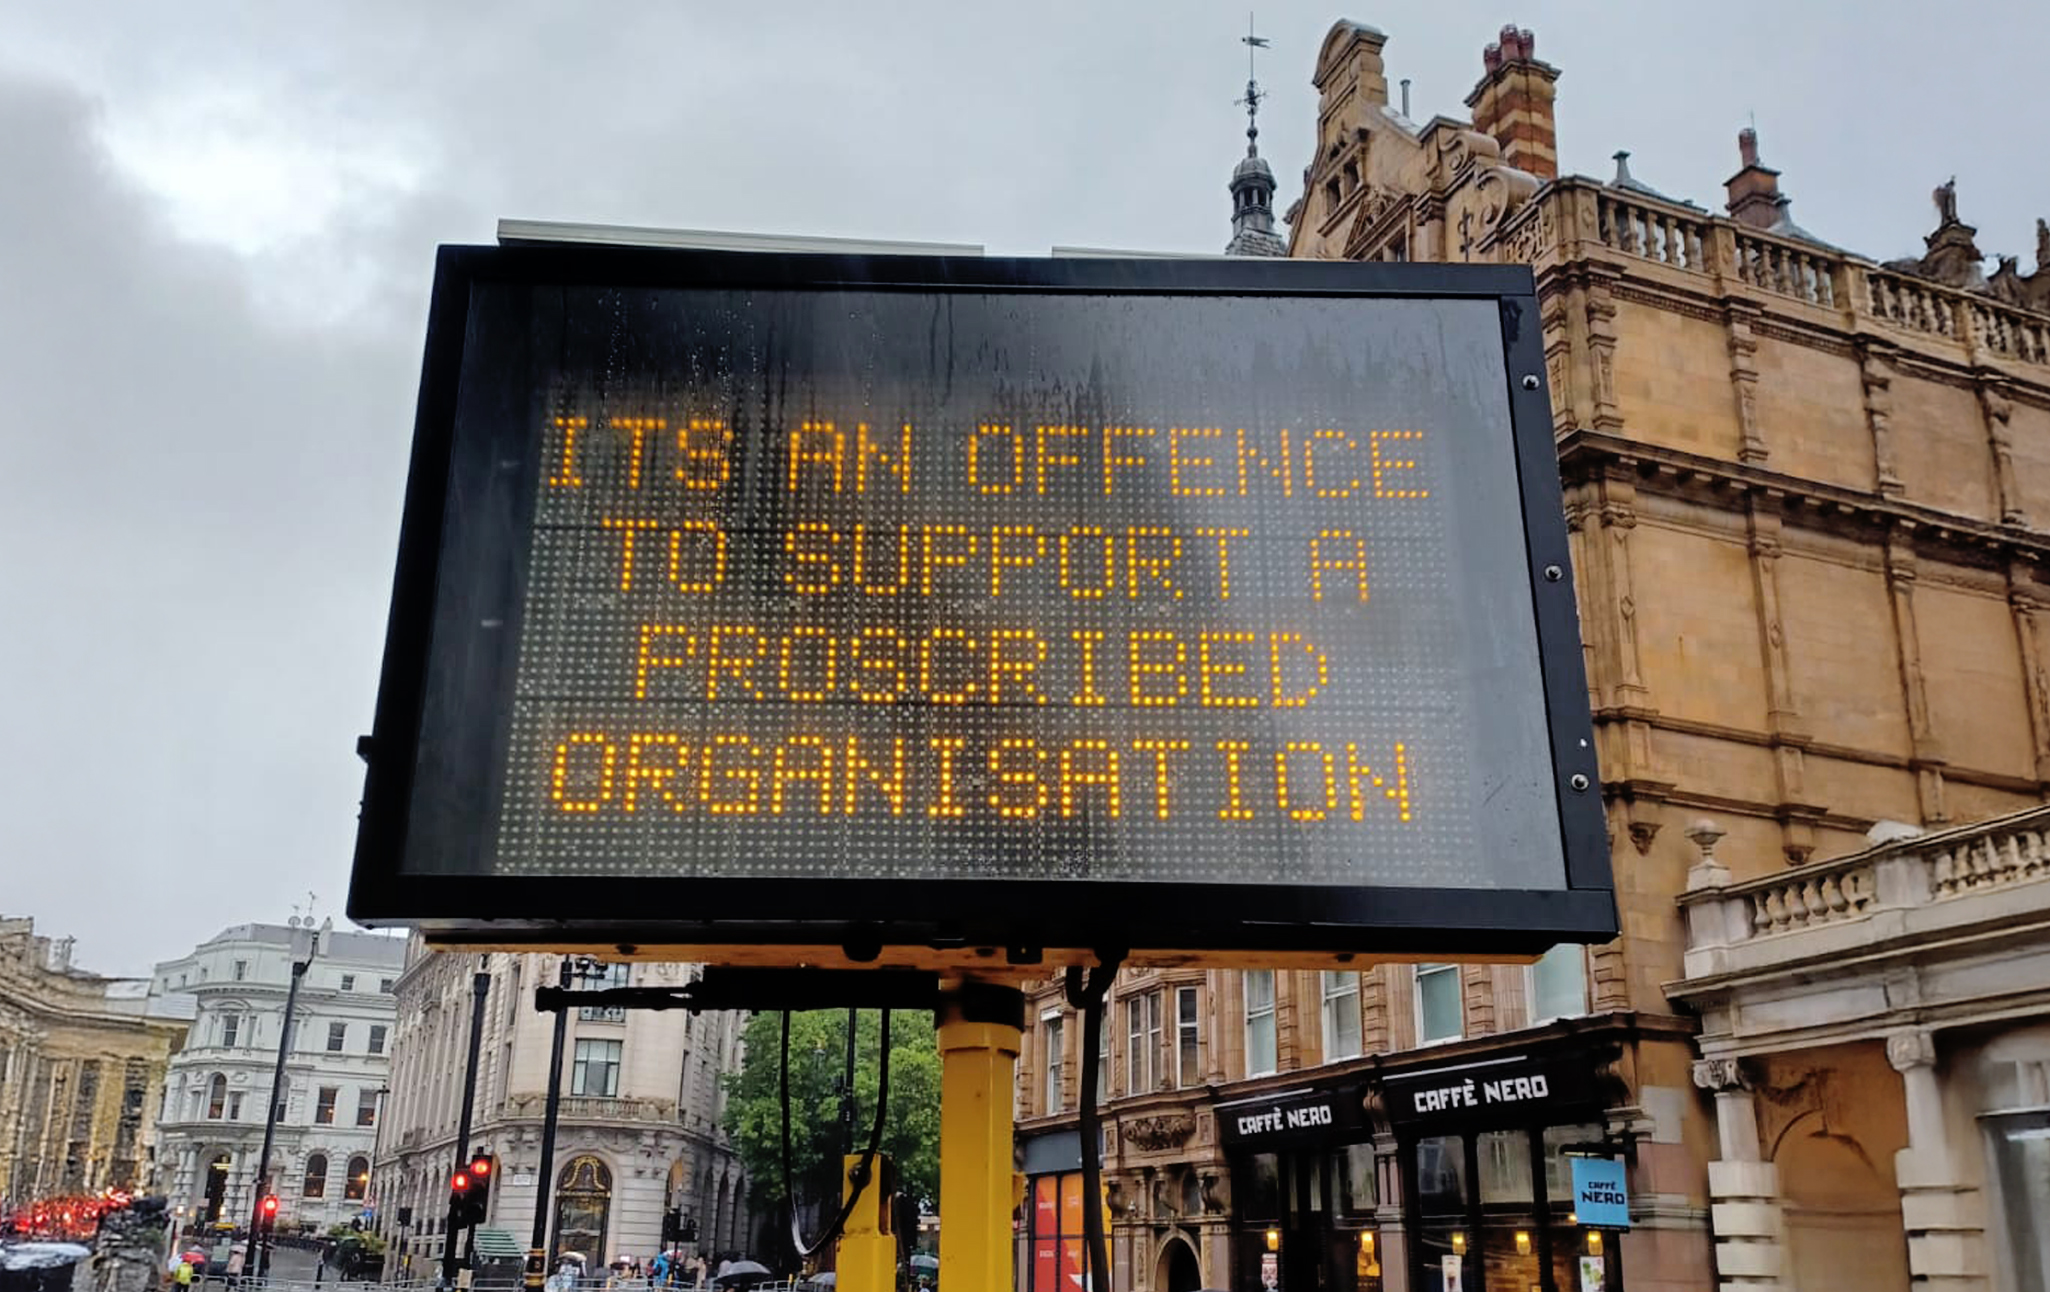 ITS AN OFFENCE
TO SUPPORT A
PROSCRIBED
ORGANISATION
CAFFÈ NERO
CAFFÈ NERO
CAFFÈ
NERO